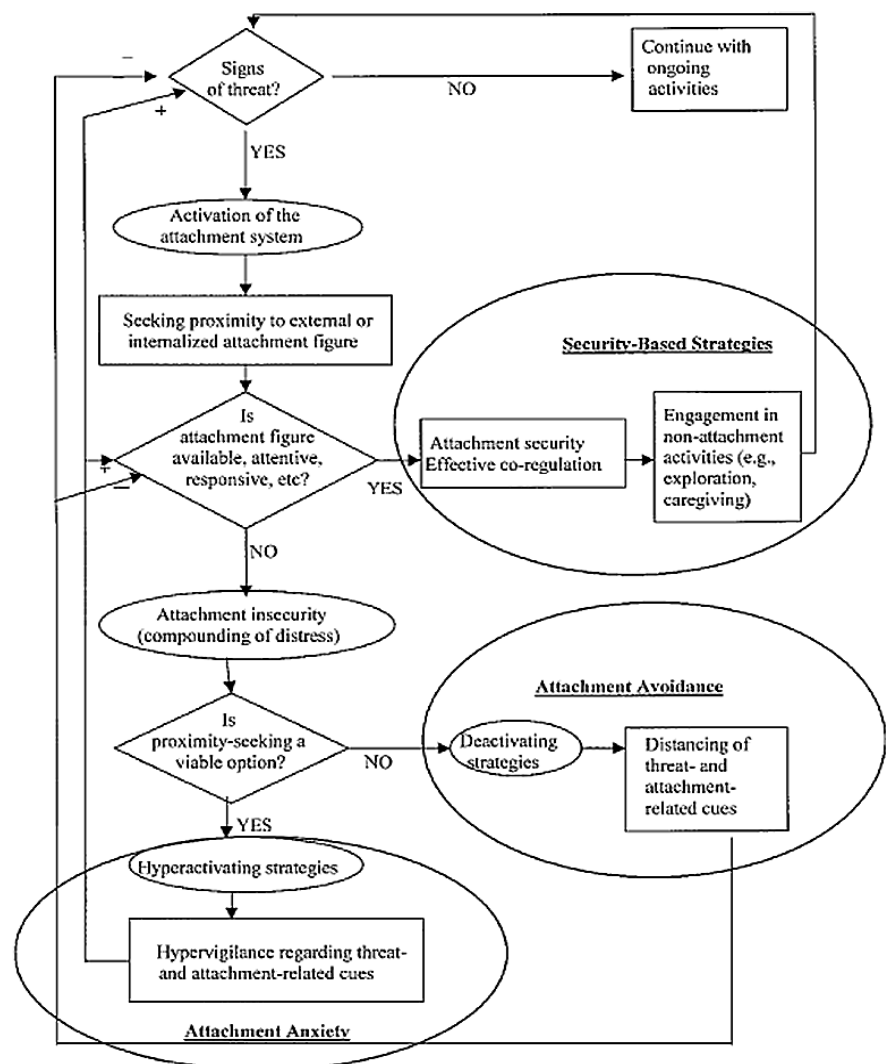 Signs
of threat?
–
+
NO
Continue with
ongoing
activities
YES
Activation of the
attachment system
Seeking proximity to external or
internalized attachment figure
Security-Based Strategies
Is
attachment figure
available, attentive,
responsive, etc?
+
–
YES
Attachment security
Effective co-regulation
Engagement in
non-attachment
activities (e.g.,
exploration,
caregiving)
NO
Attachment insecurity
(compounding of distress)
Attachment Avoidance
Is
proximity-seeking a
viable option?
NO
Deactivating
strategies
Distancing of
threat- and
attachment-
related cues
YES
Hyperactivating strategies
Hypervigilance regarding threat-
and attachment-related cues
Attachment Anxiety